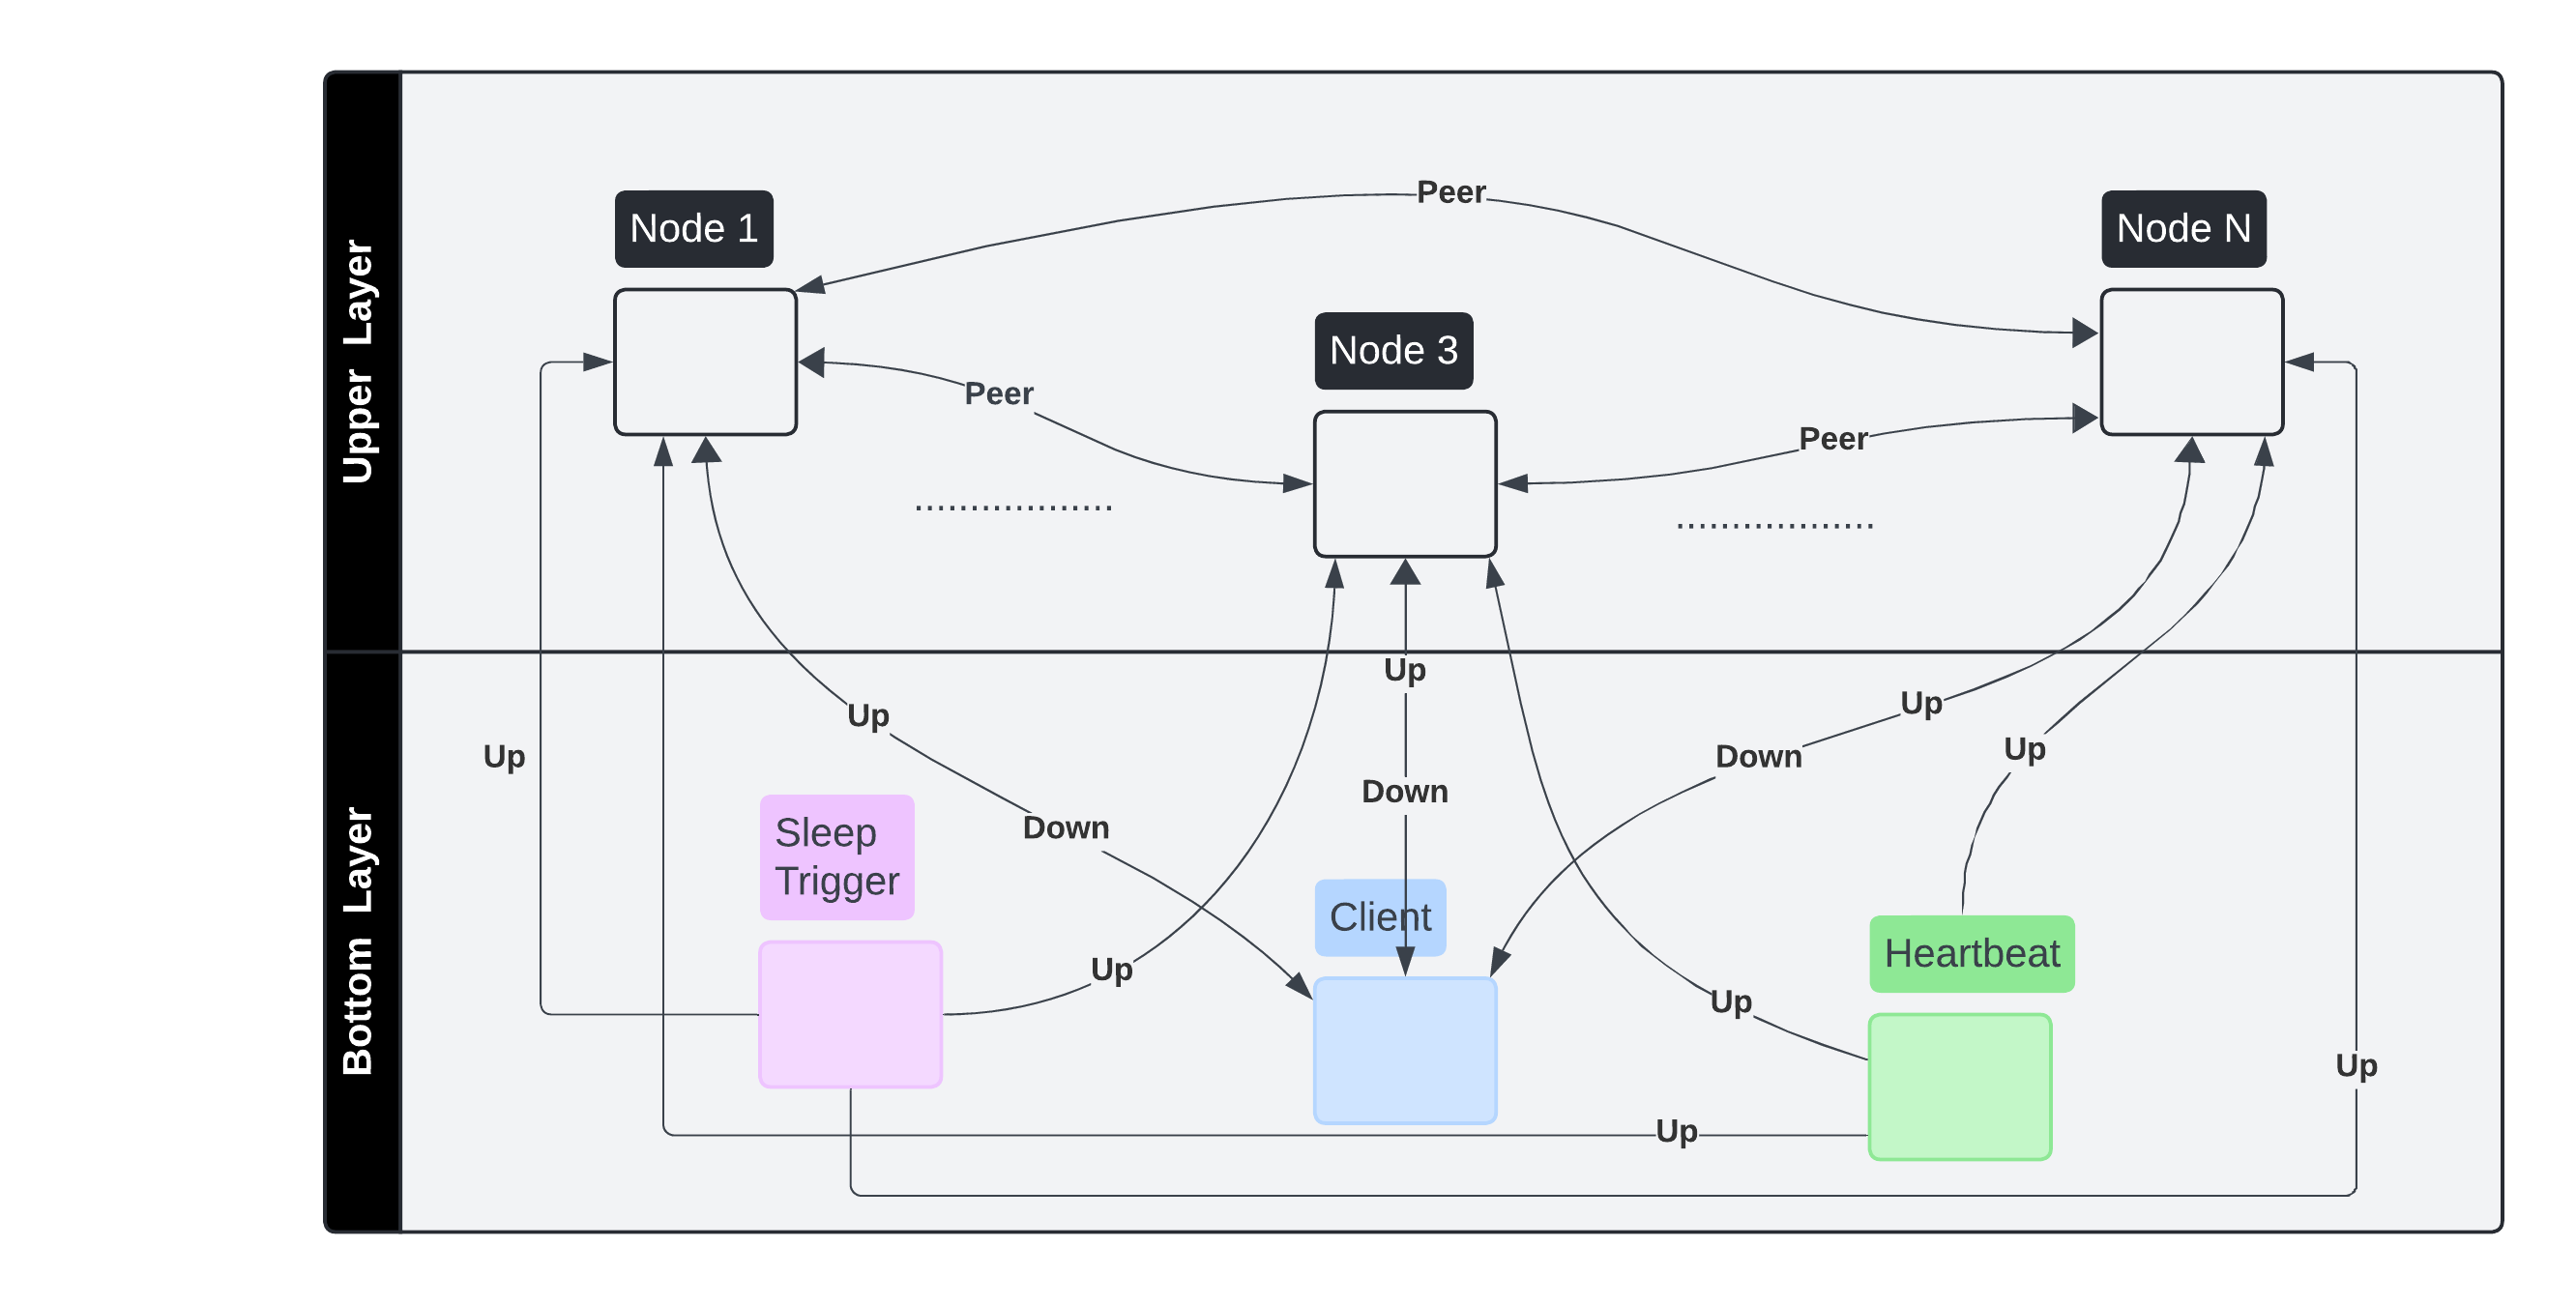 Upper Layer
Peer
Node 1
Node N
Node 3
Peer
Peer
..................
..................
Bottom Layer
Up
Up
Up
Down
Up
Down
Up
Down
Up
Sleep
Trigger
Client
Heartbeat
Up
Up
Up
Up